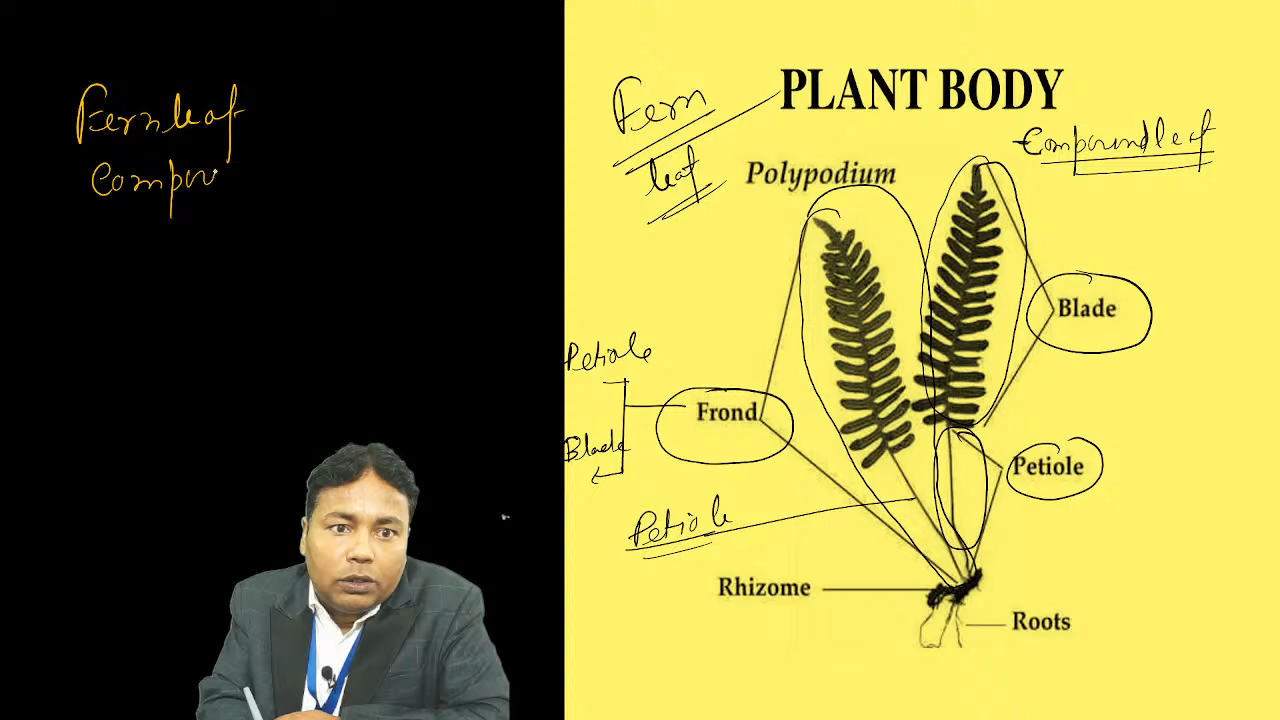 Fern leaf
Compou
PLANT BODY
Fern
leaf
Compound leaf
Polypodium
Blade
Petiole
Frond
Blade
Petiole
Petiole
Rhizome
Roots